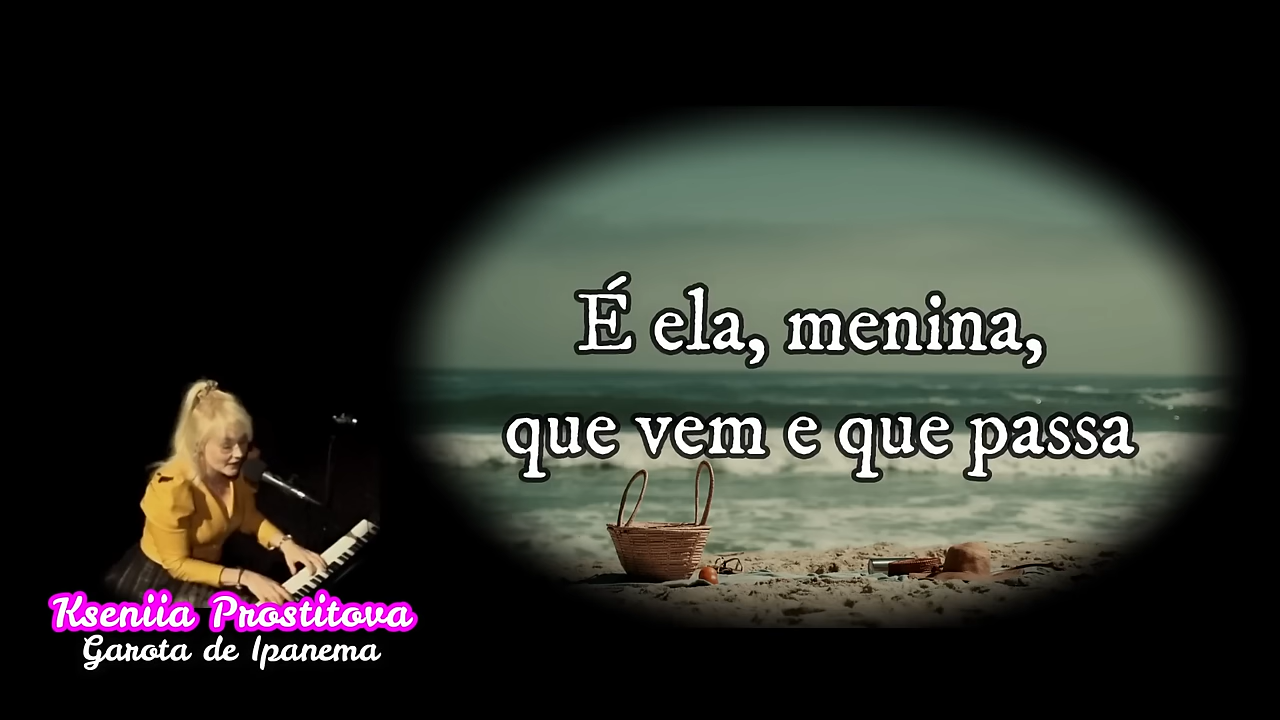 É ela, menina,
que vem e que passa
Kseniia Prostitova
Garota de Ipanema